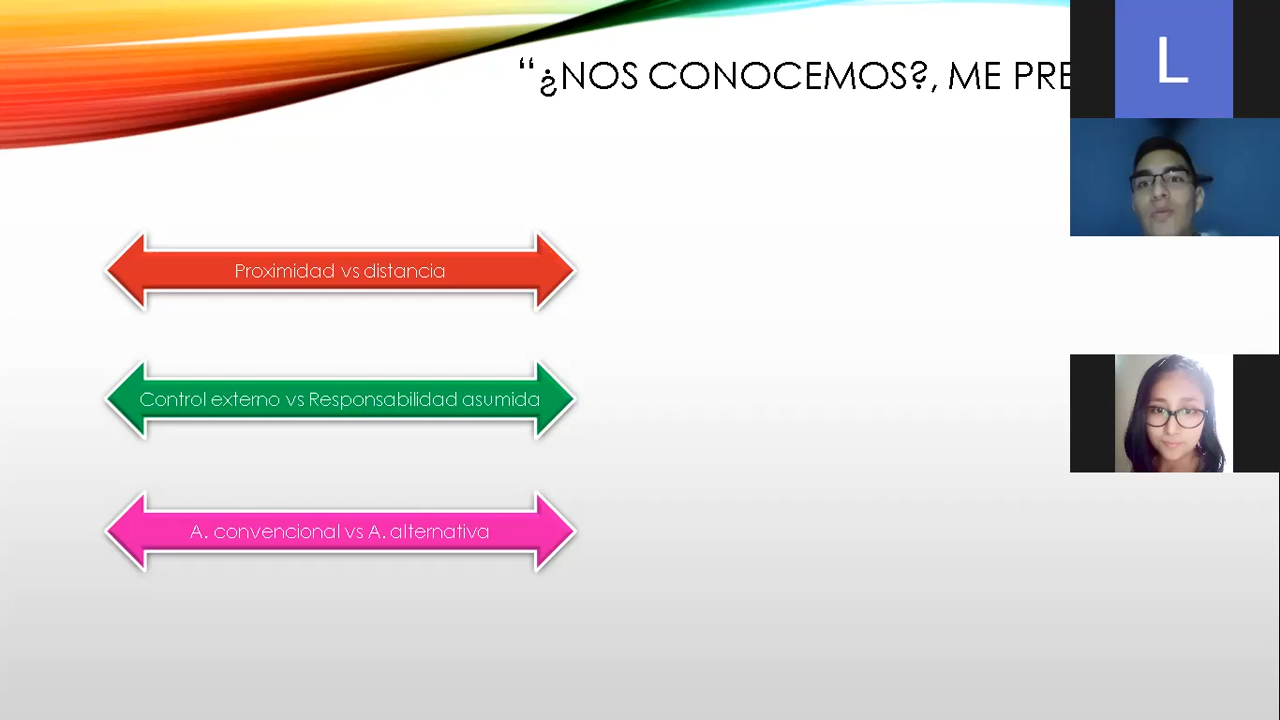 “¿NOS CONOCEMOS?, ME PRE
L
Proximidad vs distancia
Control externo vs Responsabilidad asumida
A. convencional vs A. alternativa